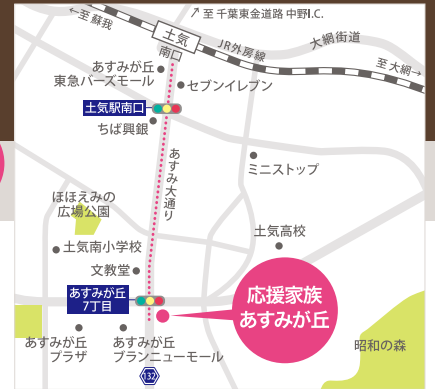 ←至蘇我
↗至 千葉東金道路 中野I.C.
土気
南口
JR外房線
大網街道
至大網→
あすみが丘
東急バーズモール
セブンイレブン
土気駅南口
ちば興銀
あすみ大通り
ミニストップ
ほほえみの
広場公園
土気高校
土気南小学校
文教堂
あすみが丘
7丁目
応援家族
あすみが丘
あすみが丘
プラザ
あすみが丘
ブランニューモール
昭和の森
132